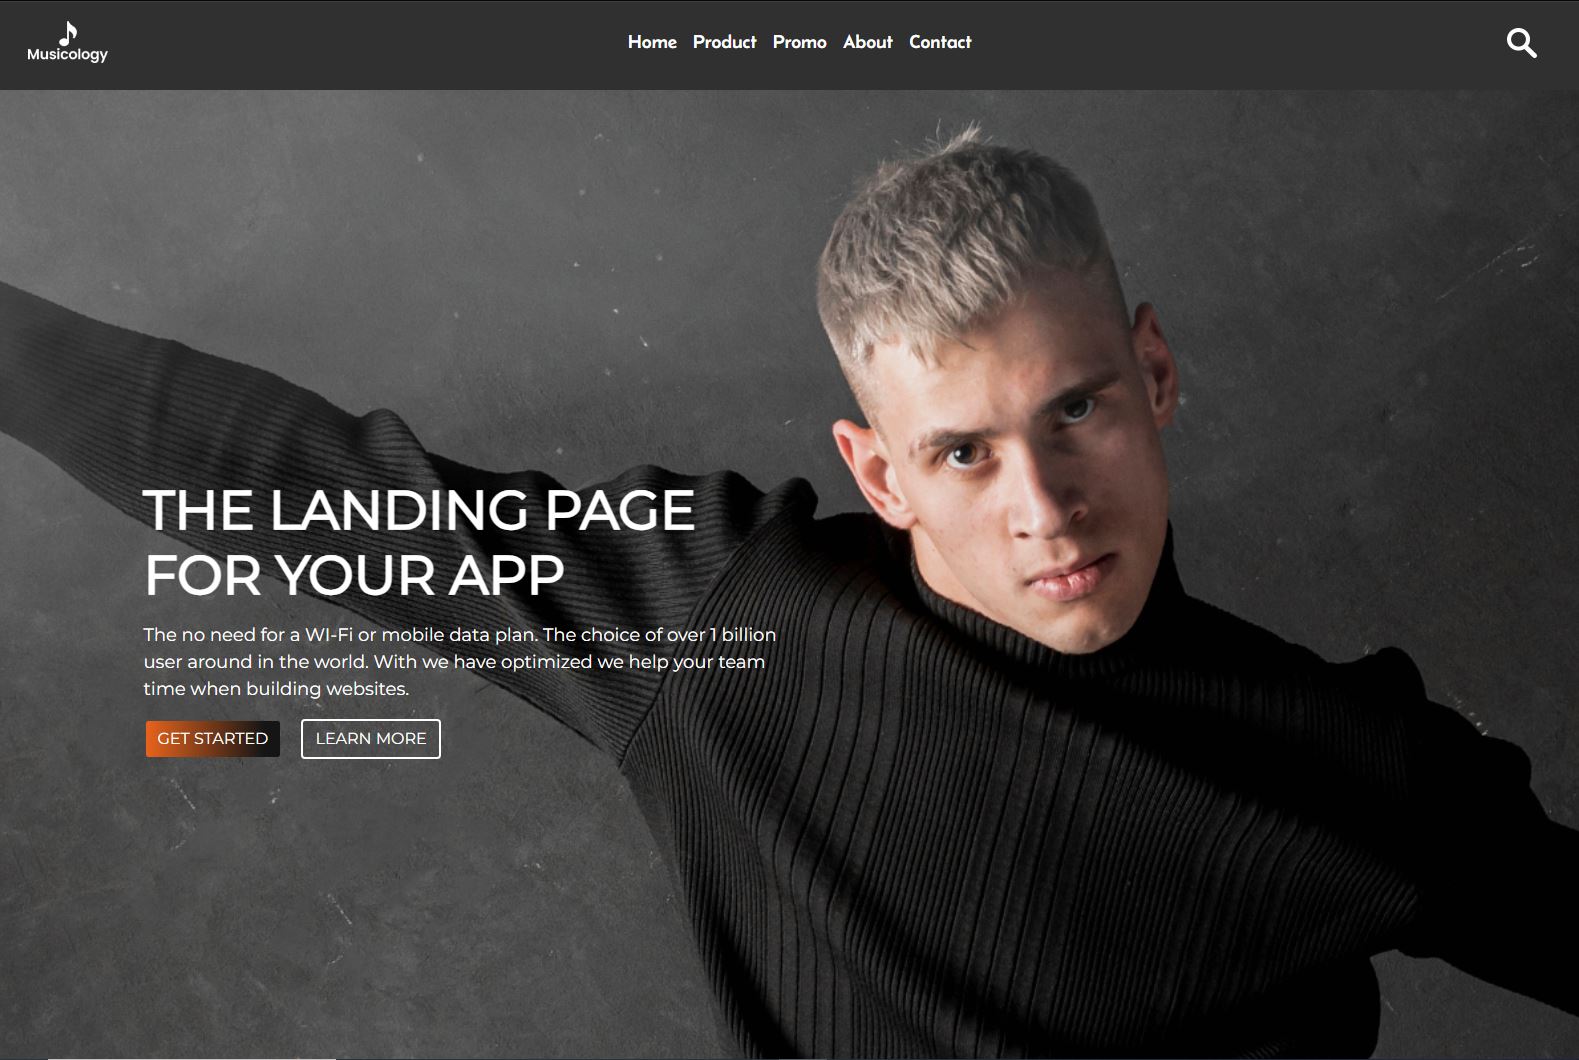 Musicology
Home Product Promo About Contact
THE LANDING PAGE
FOR YOUR APP
The no need for a WI-Fi or mobile data plan. The choice of over 1 billion
user around in the world. With we have optimized we help your team
time when building websites.
GET STARTED LEARN MORE